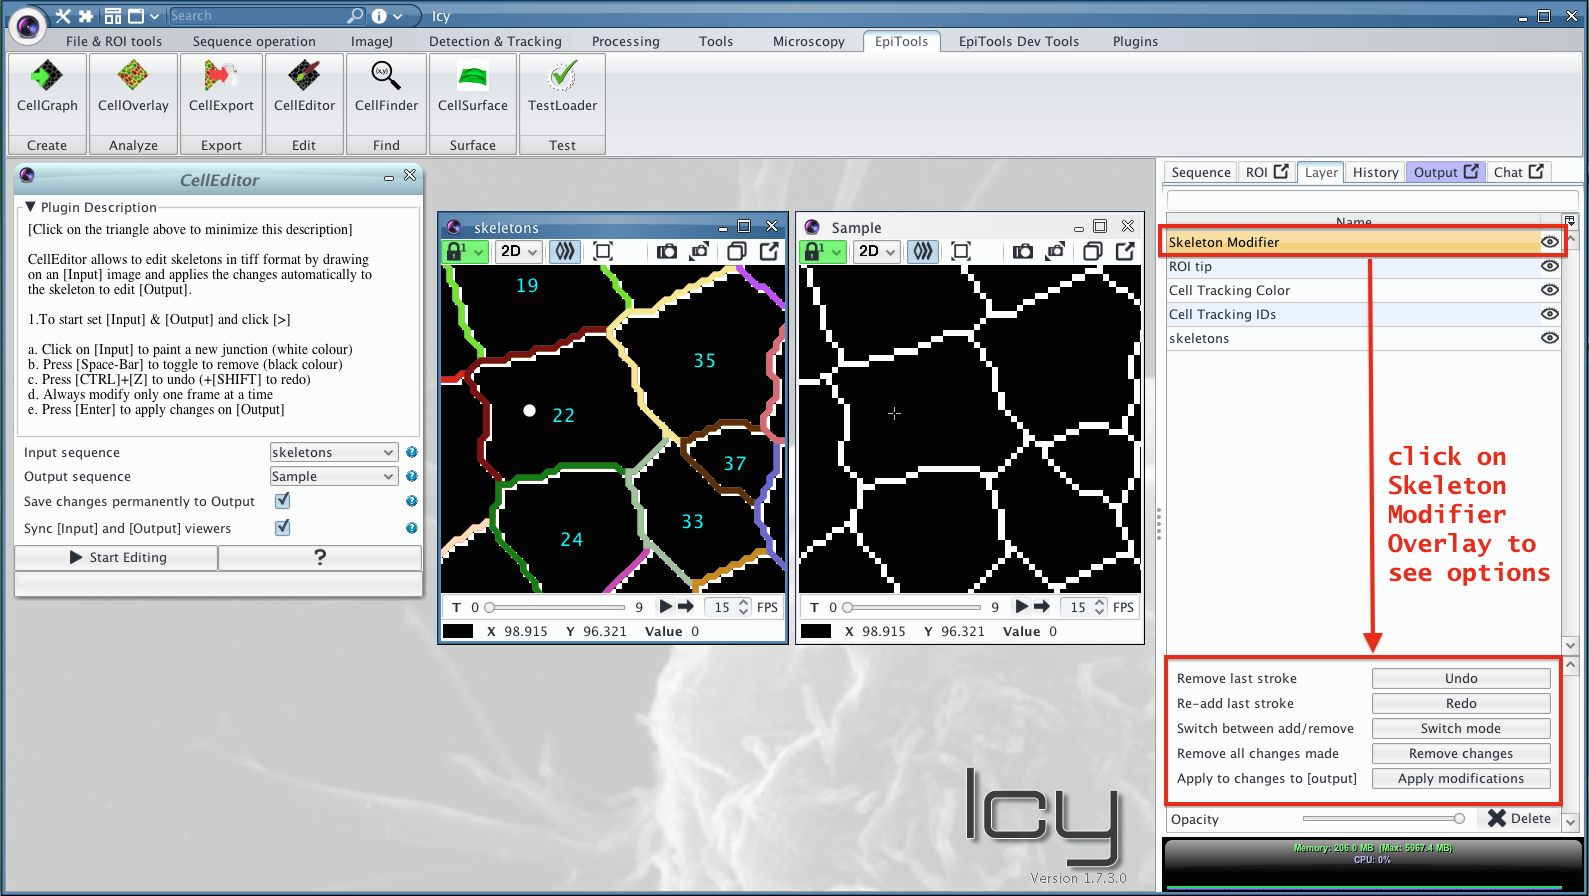 Search
Icy
File & ROI tools
Sequence operation
ImageJ
Detection & Tracking
Processing
Tools
Microscopy
EpiTools
EpiTools Dev Tools
Plugins
CellGraph
CellOverlay
CellExport
CellEditor
CellFinder
CellSurface
TestLoader
Create
Analyze
Export
Edit
Find
Surface
Test
CellEditor
Plugin Description
[Click on the triangle above to minimize this description]
CellEditor allows to edit skeletons in tiff format by drawing
on an [Input] image and applies the changes automatically to
the skeleton to edit [Output].
1.To start set [Input] & [Output] and click [>]
a. Click on [Input] to paint a new junction (white colour)
b. Press [Space-Bar] to toggle to remove (black colour)
c. Press [CTRL]+[Z] to undo (+[SHIFT] to redo)
d. Always modify only one frame at a time
e. Press [Enter] to apply changes on [Output]
Input sequence
skeletons
Output sequence
Sample
Save changes permanently to Output
Sync [Input] and [Output] viewers
Start Editing
?
skeletons
1
2D
19
35
22
37
33
24
T 0
9
15
FPS
X 98.915 Y 96.321 Value 0
Sample
1
2D
T 0
9
15
FPS
X 98.915 Y 96.321 Value 0
Sequence
ROI
Layer
History
Output
Chat
Name
Skeleton Modifier
ROI tip
Cell Tracking Color
Cell Tracking IDs
skeletons
click on
Skeleton
Modifier
Overlay to
see options
Remove last stroke
Undo
Re-add last stroke
Redo
Switch between add/remove
Switch mode
Remove all changes made
Remove changes
Apply to changes to [output]
Apply modifications
Opacity
Delete
Memory: 206.0 MB (Max: 5967.4 MB)
CPU: 0%
Icy
Version 1.7.3.0